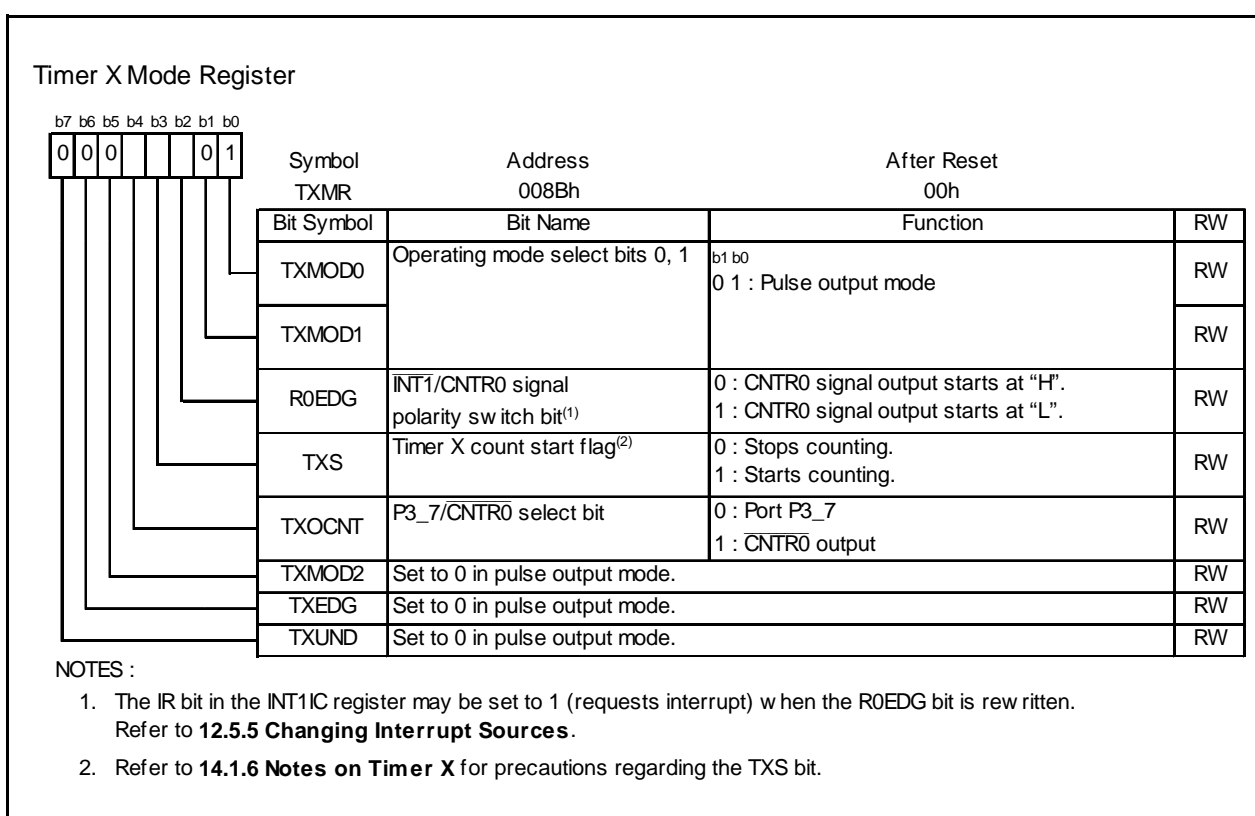 Timer X Mode Register
b7 b6 b5 b4 b3 b2 b1 b0
0 0 0 0 1
Symbol Address After Reset
TXMR 008Bh 00h
Bit Symbol Bit Name Function RW
TXMOD0 Operating mode select bits 0, 1 b1 b0
0 1 : Pulse output mode RW
TXMOD1 RW
R0EDG INT1/CNTR0 signal
polarity switch bit(1) 0 : CNTR0 signal output starts at “H”.
1 : CNTR0 signal output starts at “L”. RW
TXS Timer X count start flag(2) 0 : Stops counting.
1 : Starts counting. RW
TXOCNT P3_7/CNTR0 select bit 0 : Port P3_7
1 : CNTR0 output RW
TXMOD2 Set to 0 in pulse output mode. RW
TXEDG Set to 0 in pulse output mode. RW
TXUND Set to 0 in pulse output mode. RW
NOTES :
1. The IR bit in the INT1IC register may be set to 1 (requests interrupt) when the R0EDG bit is rewritten.
Refer to 12.5.5 Changing Interrupt Sources.
2. Refer to 14.1.6 Notes on Timer X for precautions regarding the TXS bit.